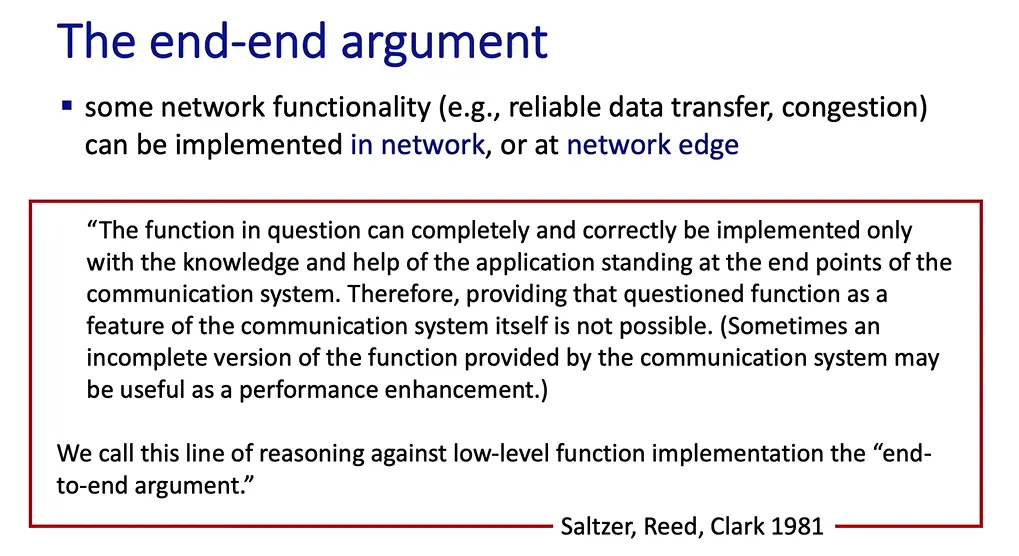 The end-end argument
▪ some network functionality (e.g., reliable data transfer, congestion)
can be implemented in network, or at network edge
“The function in question can completely and correctly be implemented only
with the knowledge and help of the application standing at the end points of the
communication system. Therefore, providing that questioned function as a
feature of the communication system itself is not possible. (Sometimes an
incomplete version of the function provided by the communication system may
be useful as a performance enhancement.)
We call this line of reasoning against low-level function implementation the “end-
to-end argument.”
Saltzer, Reed, Clark 1981